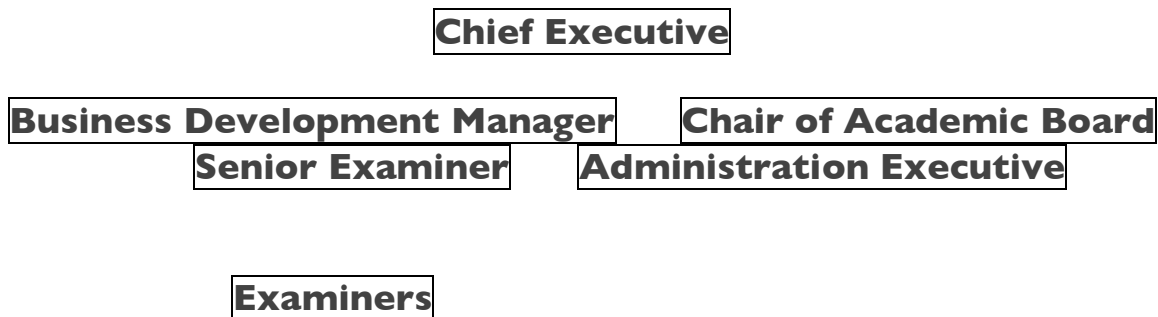 Chief Executive
Business Development Manager
Chair of Academic Board
Senior Examiner
Administration Executive
Examiners